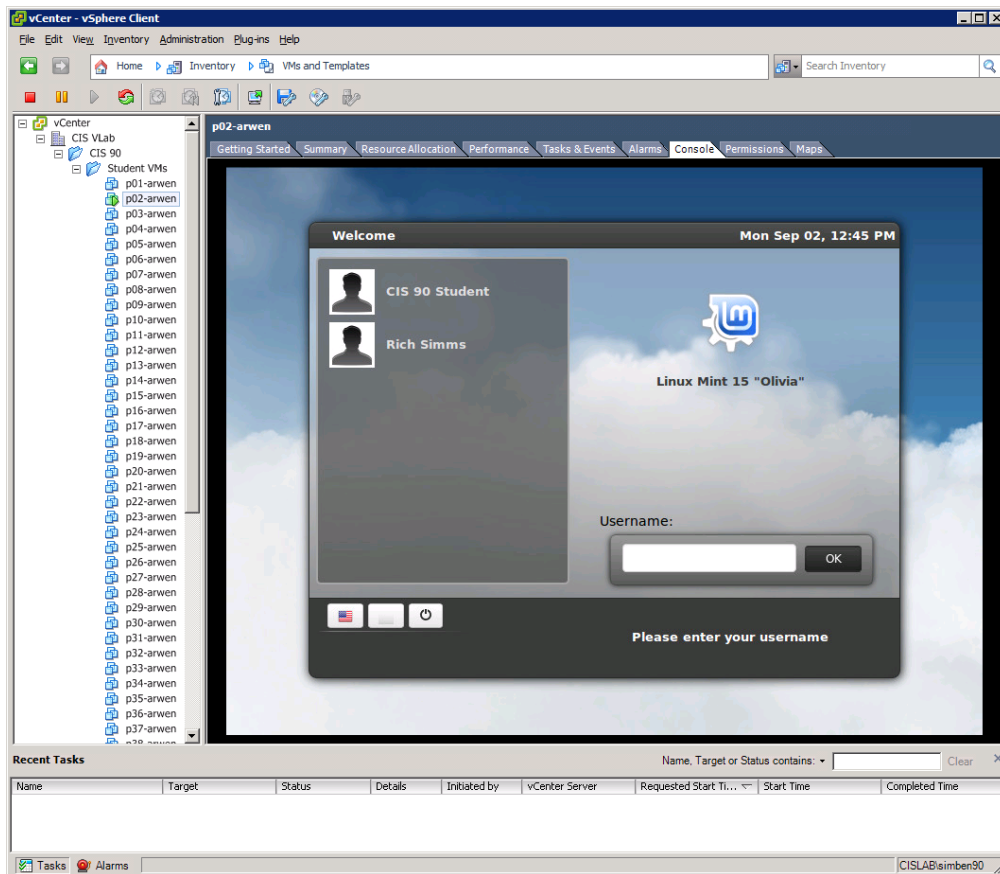 vCenter - vSphere Client
File Edit View Inventory Administration Plug-ins Help
Home Inventory VMs and Templates
Search Inventory
vCenter
CIS VLab
CIS 90
Student VMs
p01-arwen
p02-arwen
p03-arwen
p04-arwen
p05-arwen
p06-arwen
p07-arwen
p08-arwen
p09-arwen
p10-arwen
p11-arwen
p12-arwen
p13-arwen
p14-arwen
p15-arwen
p16-arwen
p17-arwen
p18-arwen
p19-arwen
p20-arwen
p21-arwen
p22-arwen
p23-arwen
p24-arwen
p25-arwen
p26-arwen
p27-arwen
p28-arwen
p29-arwen
p30-arwen
p31-arwen
p32-arwen
p33-arwen
p34-arwen
p35-arwen
p36-arwen
p37-arwen
p38-arwen
p02-arwen
Getting Started Summary Resource Allocation Performance Tasks & Events Alarms Console Permissions Maps
Welcome Mon Sep 02, 12:45 PM
CIS 90 Student
Rich Simms
Linux Mint 15 "Olivia"
Username:
OK
Please enter your username
Recent Tasks Name, Target or Status contains: Clear
Name Target Status Details Initiated by vCenter Server Requested Start Ti... Start Time Completed Time
Tasks Alarms CISLAB\simben90